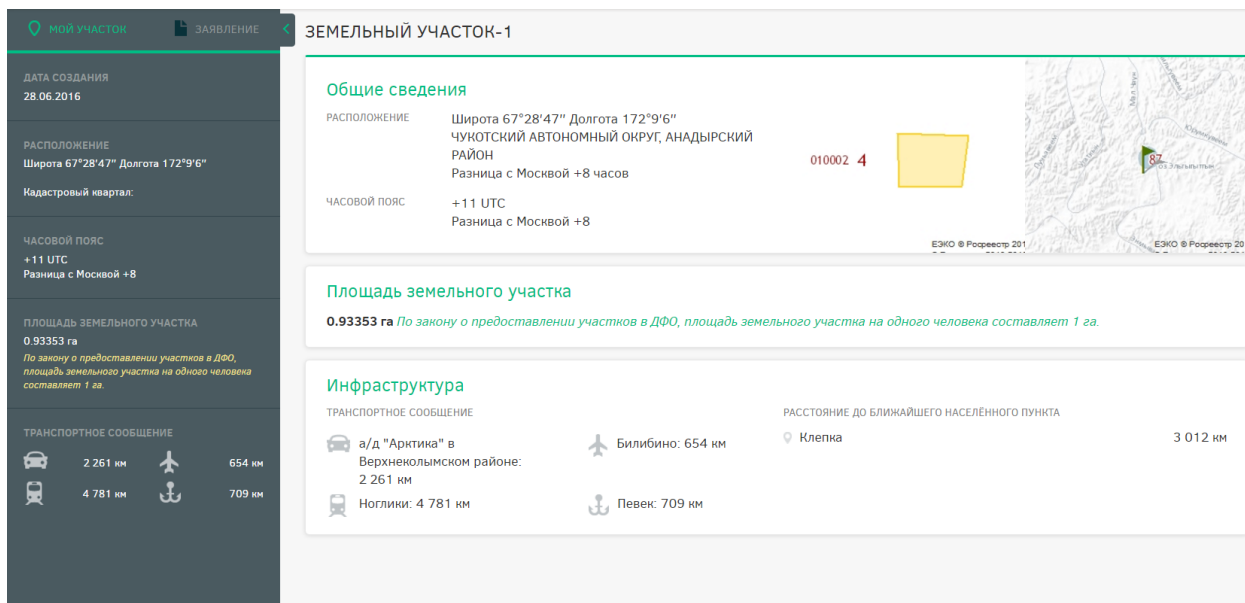 МОЙ УЧАСТОК
ЗАЯВЛЕНИЕ
ДАТА СОЗДАНИЯ
28.06.2016
РАСПОЛОЖЕНИЕ
Широта 67°28'47″ Долгота 172°9'6″
Кадастровый квартал:
ЧАСОВОЙ ПОЯС
+11 UTC
Разница с Москвой +8
ПЛОЩАДЬ ЗЕМЕЛЬНОГО УЧАСТКА
0.93353 га
По закону о предоставлении участков в ДФО,
площадь земельного участка на одного человека
составляет 1 га.
ТРАНСПОРТНОЕ СООБЩЕНИЕ
2 261 км
654 км
4 781 км
709 км
ЗЕМЕЛЬНЫЙ УЧАСТОК-1
Общие сведения
РАСПОЛОЖЕНИЕ
Широта 67°28'47″ Долгота 172°9'6″
ЧУКОТСКИЙ АВТОНОМНЫЙ ОКРУГ, АНАДЫРСКИЙ
РАЙОН
Разница с Москвой +8 часов
ЧАСОВОЙ ПОЯС
+11 UTC
Разница с Москвой +8
010002 4
ЕЭКО © Росреестр 201
87
оз.Эльгыгытгын
ЕЭКО © Росреестр 20
Площадь земельного участка
0.93353 га По закону о предоставлении участков в ДФО, площадь земельного участка на одного человека составляет 1 га.
Инфраструктура
ТРАНСПОРТНОЕ СООБЩЕНИЕ
а/д "Арктика" в
Верхнеколымском районе:
2 261 км
Билибино: 654 км
Ноглики: 4 781 км
Певек: 709 км
РАССТОЯНИЕ ДО БЛИЖАЙШЕГО НАСЕЛЁННОГО ПУНКТА
Клепка
3 012 км